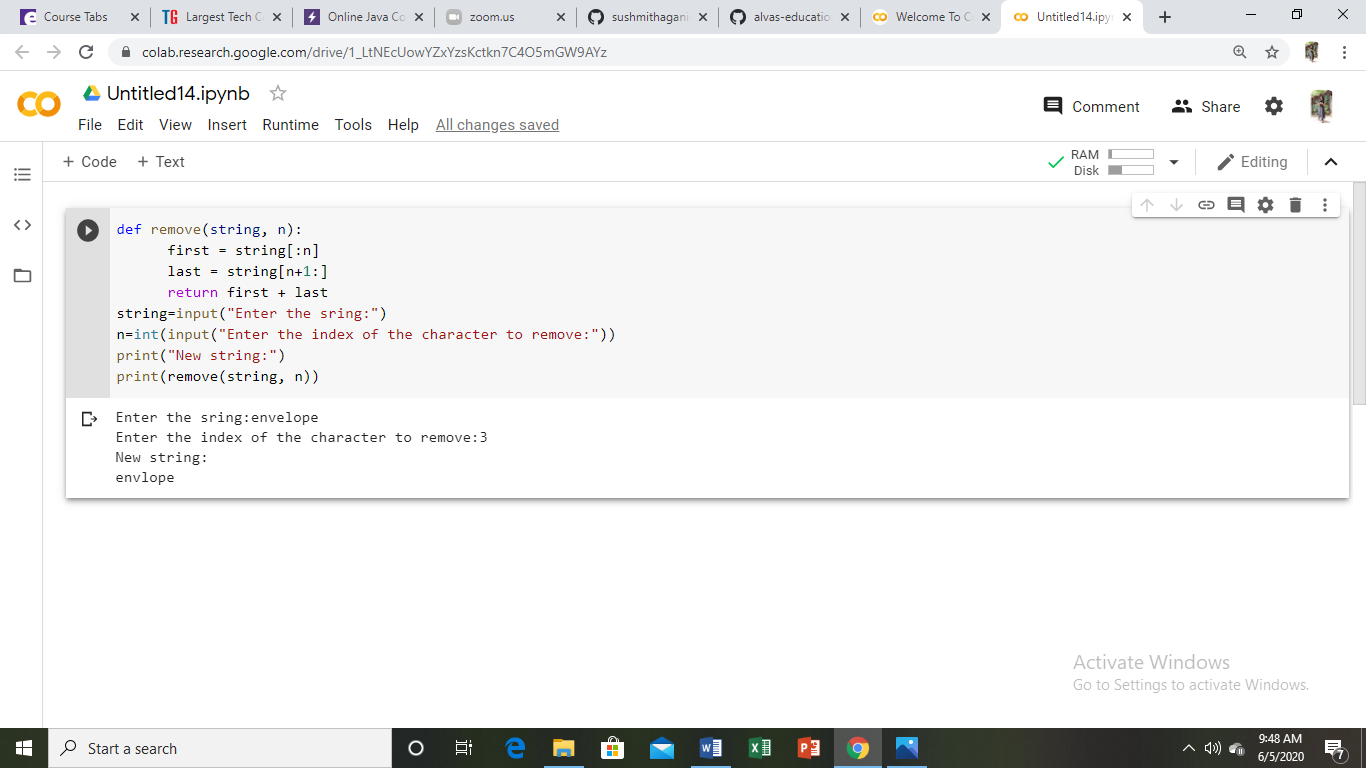 Course Tabs
Largest Tech C
Online Java Co
zoom.us
sushmithagani
alvas-educatio
Welcome To C
Untitled14.ipy
colab.research.google.com/drive/1_LtNEcUowYZxYzsKctkn7C4O5mGW9AYz
Untitled14.ipynb
Comment
Share
File Edit View Insert Runtime Tools Help All changes saved
+ Code + Text
RAM
Disk
Editing
def remove(string, n):
      first = string[:n]
      last = string[n+1:]
      return first + last
string=input("Enter the sring:")
n=int(input("Enter the index of the character to remove:"))
print("New string:")
print(remove(string, n))
Enter the sring:envelope
Enter the index of the character to remove:3
New string:
envlope
Activate Windows
Go to Settings to activate Windows.
Start a search
9:48 AM
6/5/2020
7